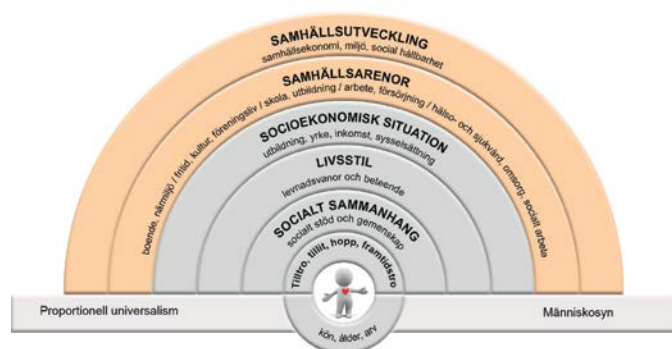 SAMHÄLLSUTVECKLING
samhällsekonomi, miljö, social hållbarhet
SAMHÄLLSARENOR
boende, närmiljö / fritid, kultur, föreningsliv / skola, utbildning / arbete, försörjning / hälso- och sjukvård, omsorg, socialt arbete
SOCIOEKONOMISK SITUATION
utbildning, yrke, inkomst, sysselsättning
LIVSSTIL
levnadsvanor och beteende
SOCIALT SAMMANHANG
socialt stöd och gemenskap
Tilltro, tillit, hopp, framtidstro
kön, ålder, arv
Proportionell universalism
Människosyn